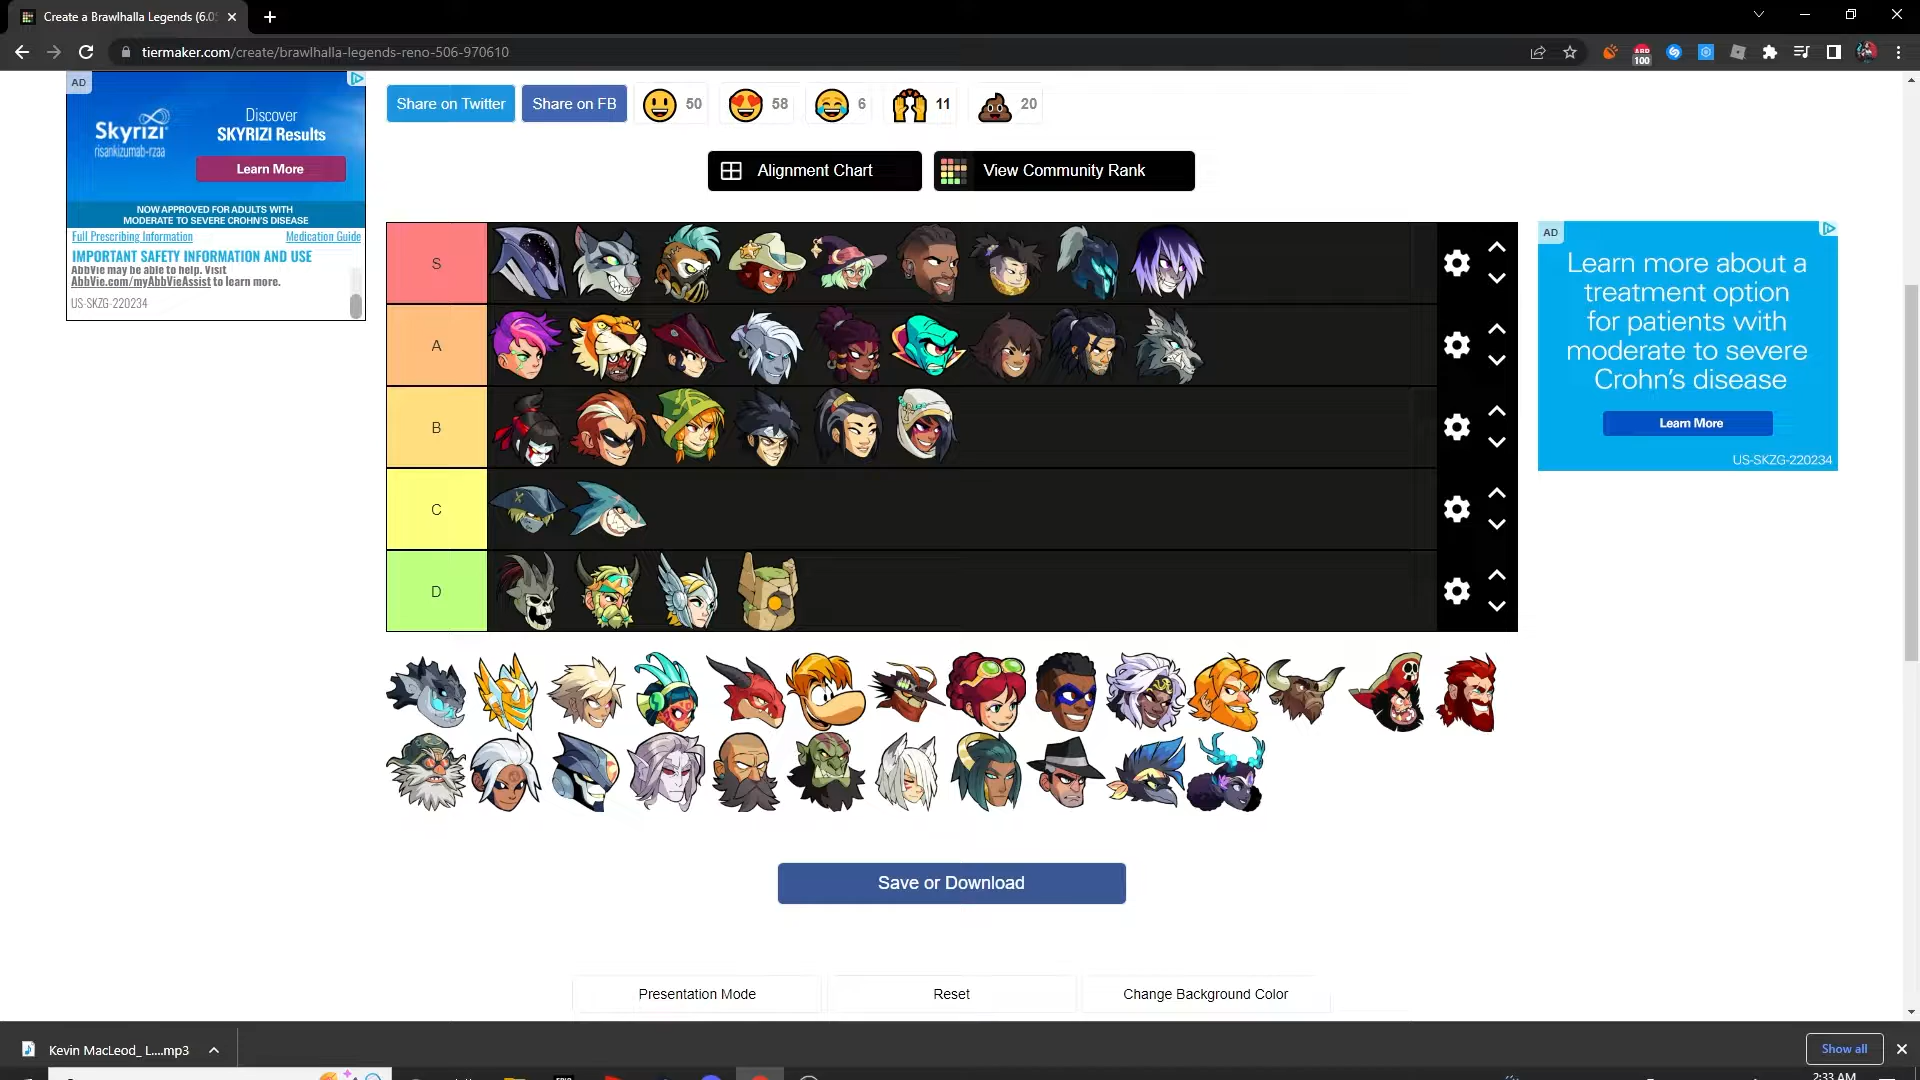 Create a Brawlhalla Legends (6.0
tiermaker.com/create/brawlhalla-legends-reno-506-970610
100
AD
Skyrizi
risankizumab-rzaa
Discover
SKYRIZI Results
Learn More
NOW APPROVED FOR ADULTS WITH
MODERATE TO SEVERE CROHN'S DISEASE
Full Prescribing Information
Medication Guide
IMPORTANT SAFETY INFORMATION AND USE
AbbVie may be able to help. Visit
AbbVie.com/myAbbVieAssist to learn more.
US-SKZG-220234
Share on Twitter
Share on FB
50
58
6
11
20
Alignment Chart
View Community Rank
S
A
B
C
D
AD
Learn more about a
treatment option
for patients with
moderate to severe
Crohn's disease
Learn More
US-SKZG-220234
Save or Download
Presentation Mode
Reset
Change Background Color
Kevin MacLeod_ L....mp3
Show all
2:33 AM